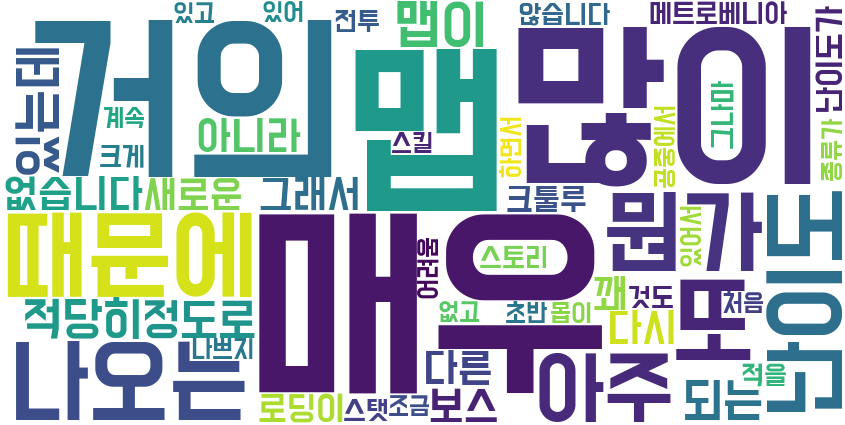 있고
있어
전투
맵이
않습니다
메트로베니아
난이도가
거의
맵
많이
있는데
계속
크게
아니라
스킬
하면서
그나마
공중에서
종류가
없습니다
새로운
그래서
크툴루
때문에
매우
뭔가
있어서
어려움
스토리
적당히
정도로
없고
초반
몹이
꽤
것도
처음
다시
또
나오는
나쁘지
다른
아주
적을
되는
로딩이
스탯
조금
보스